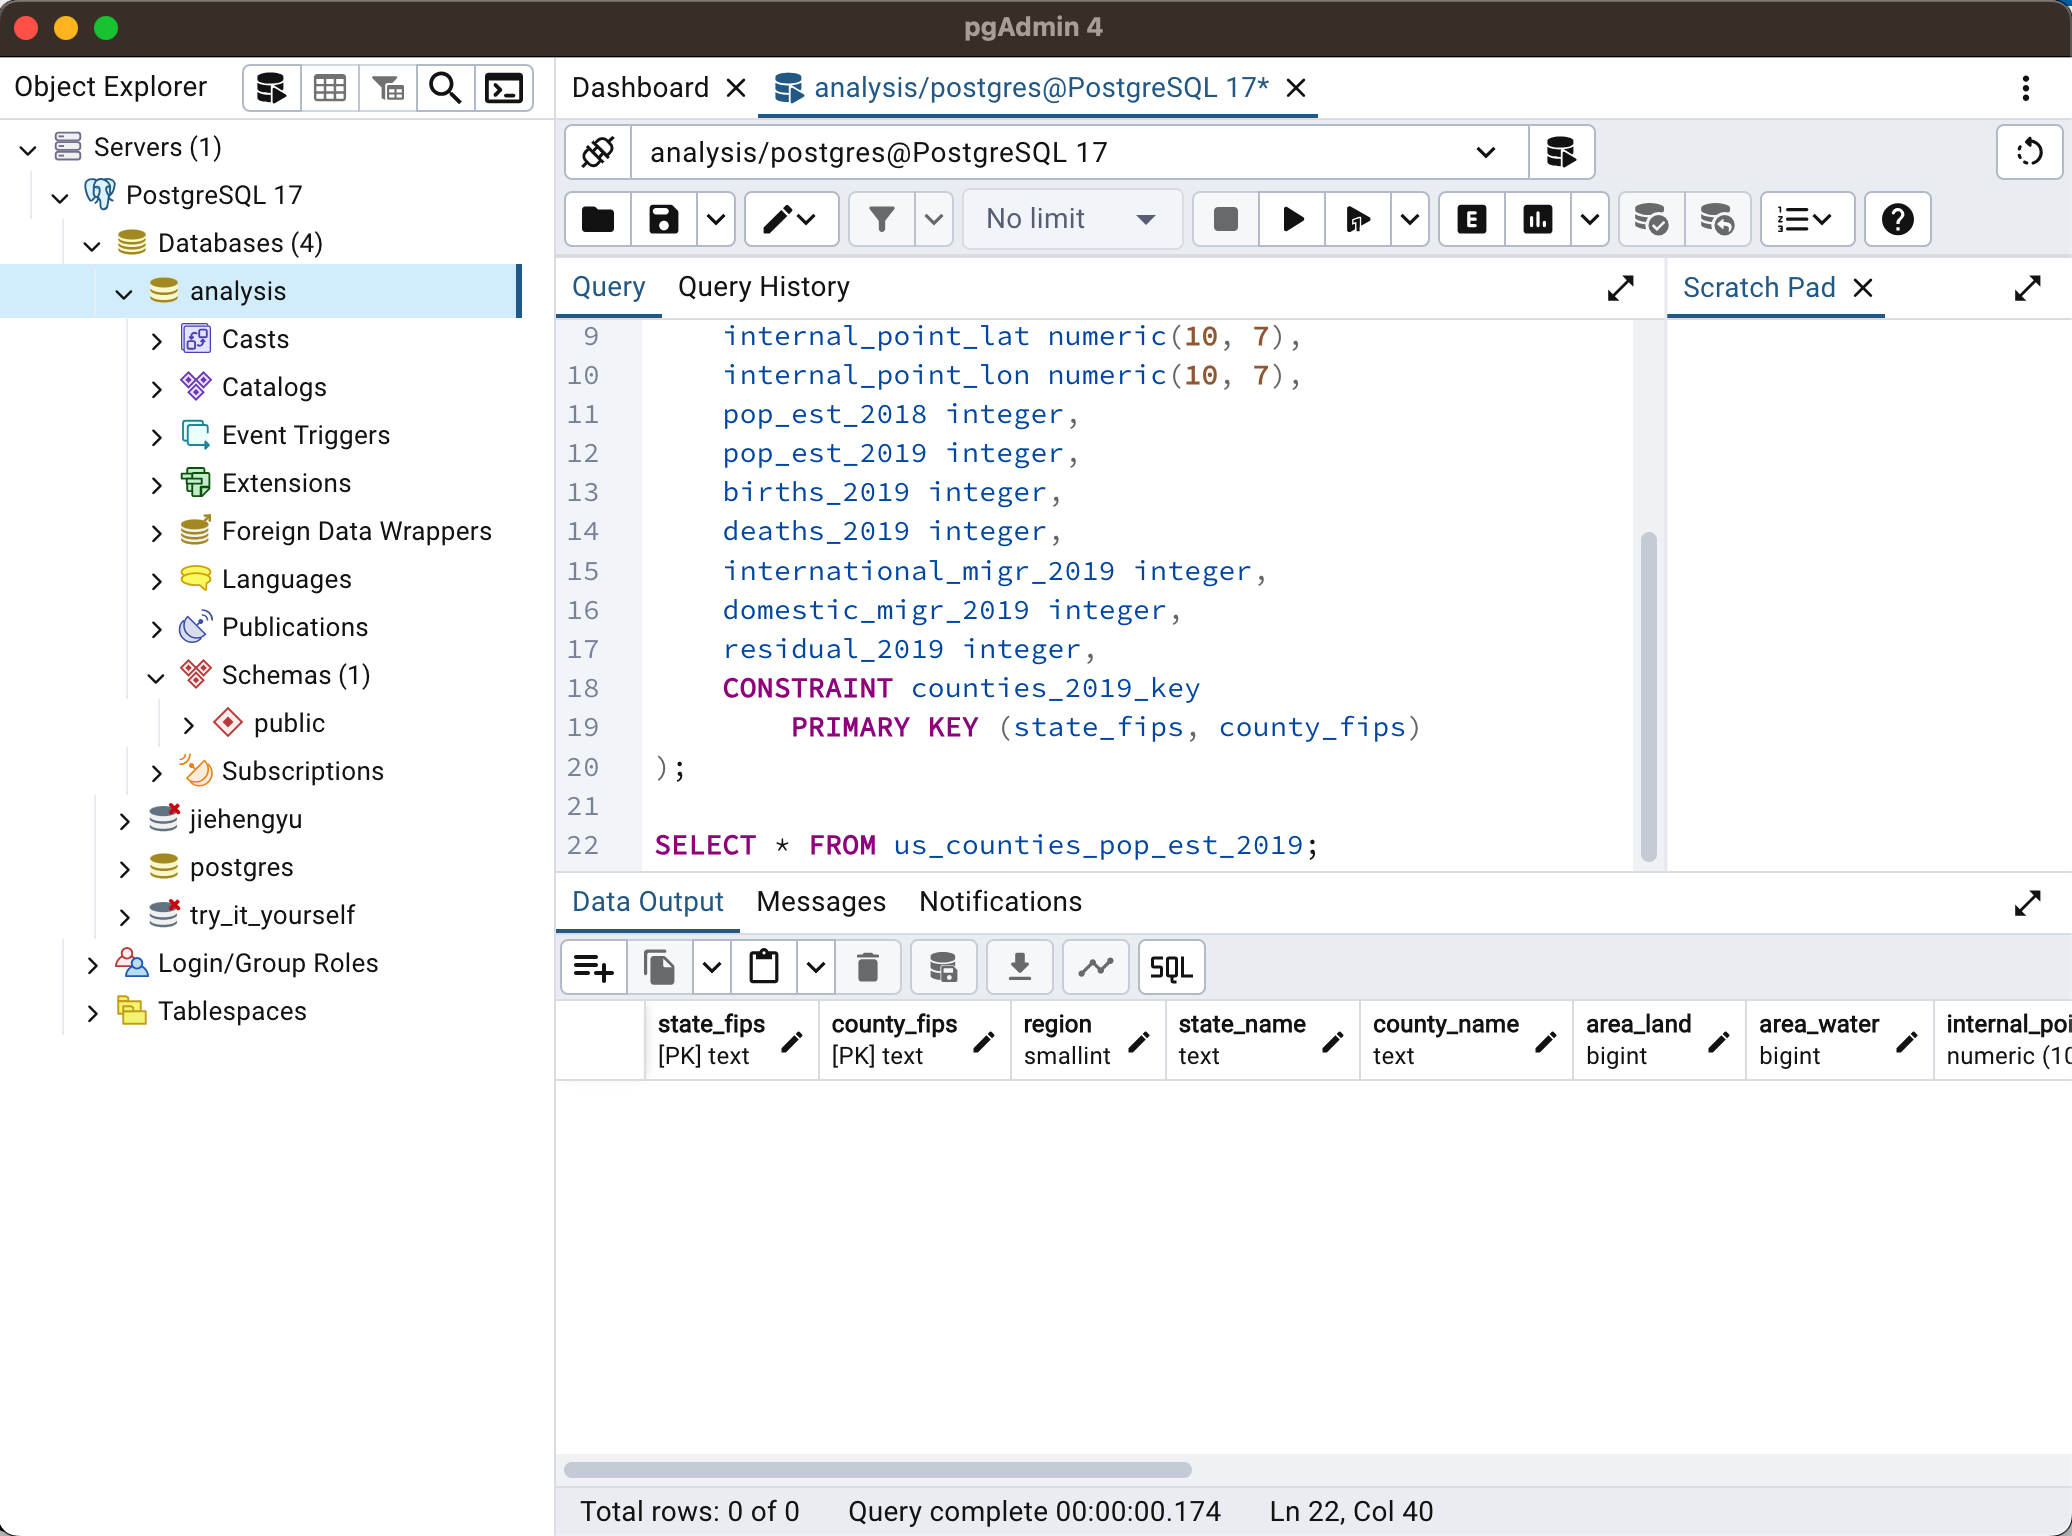 pgAdmin 4
Object Explorer
Servers (1)
PostgreSQL 17
Databases (4)
analysis
Casts
Catalogs
Event Triggers
Extensions
Foreign Data Wrappers
Languages
Publications
Schemas (1)
public
Subscriptions
jiehengyu
postgres
try_it_yourself
Login/Group Roles
Tablespaces
Dashboard analysis/postgres@PostgreSQL 17*
analysis/postgres@PostgreSQL 17
No limit E
Query Query History Scratch Pad
9 internal_point_lat numeric(10, 7),
10 internal_point_lon numeric(10, 7),
11 pop_est_2018 integer,
12 pop_est_2019 integer,
13 births_2019 integer,
14 deaths_2019 integer,
15 international_migr_2019 integer,
16 domestic_migr_2019 integer,
17 residual_2019 integer,
18 CONSTRAINT counties_2019_key
19 PRIMARY KEY (state_fips, county_fips)
20 );
21
22 SELECT * FROM us_counties_pop_est_2019;
Data Output Messages Notifications
SQL
state_fips county_fips region state_name county_name area_land area_water internal_poi
[PK] text [PK] text smallint text text bigint bigint numeric (10
Total rows: 0 of 0 Query complete 00:00:00.174 Ln 22, Col 40